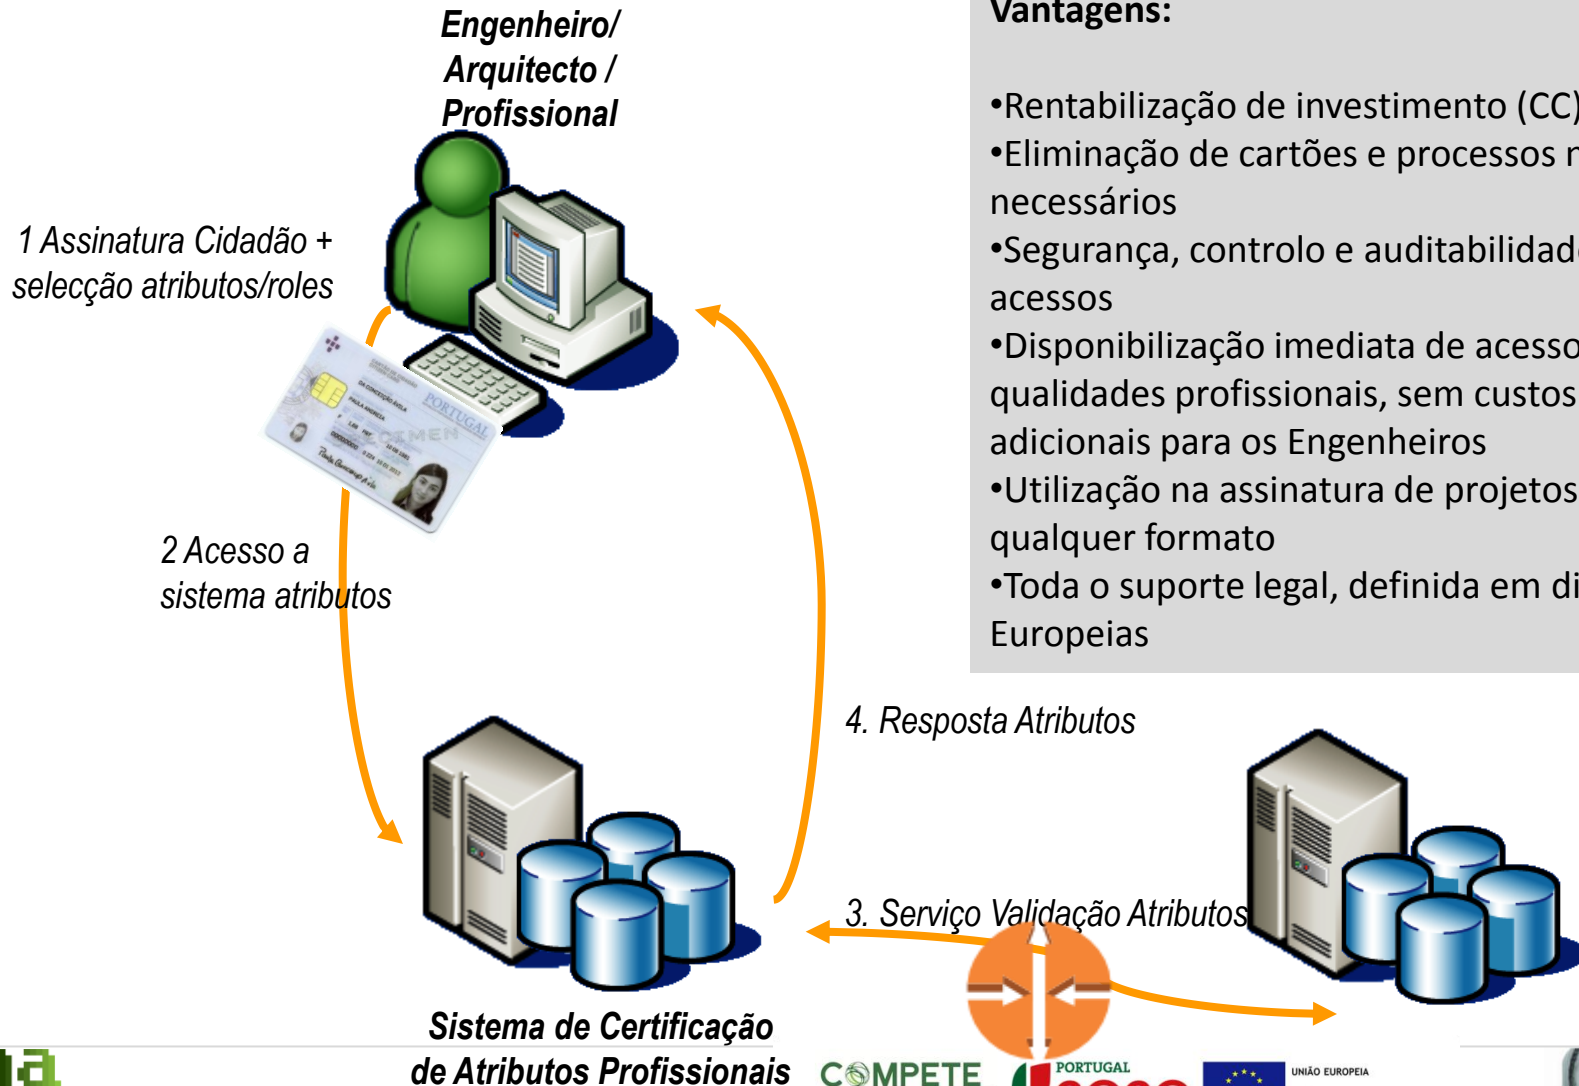 Engenheiro/
Arquitecto /
Profissional
1 Assinatura Cidadão +
selecção atributos/roles
PORTUGAL
2 Acesso a
sistema atributos
Vantagens:
•Rentabilização de investimento (CC)
•Eliminação de cartões e processos
necessários
•Segurança, controlo e auditabilidade
acessos
•Disponibilização imediata de acesso
qualidades profissionais, sem custos
adicionais para os Engenheiros
•Utilização na assinatura de projetos
qualquer formato
•Toda o suporte legal, definida em
Europeias
4. Resposta Atributos
3. Serviço Validação Atributos
Sistema de Certificação
de Atributos Profissionais
COMPETE
PORTUGAL
UNIÃO EUROPEIA